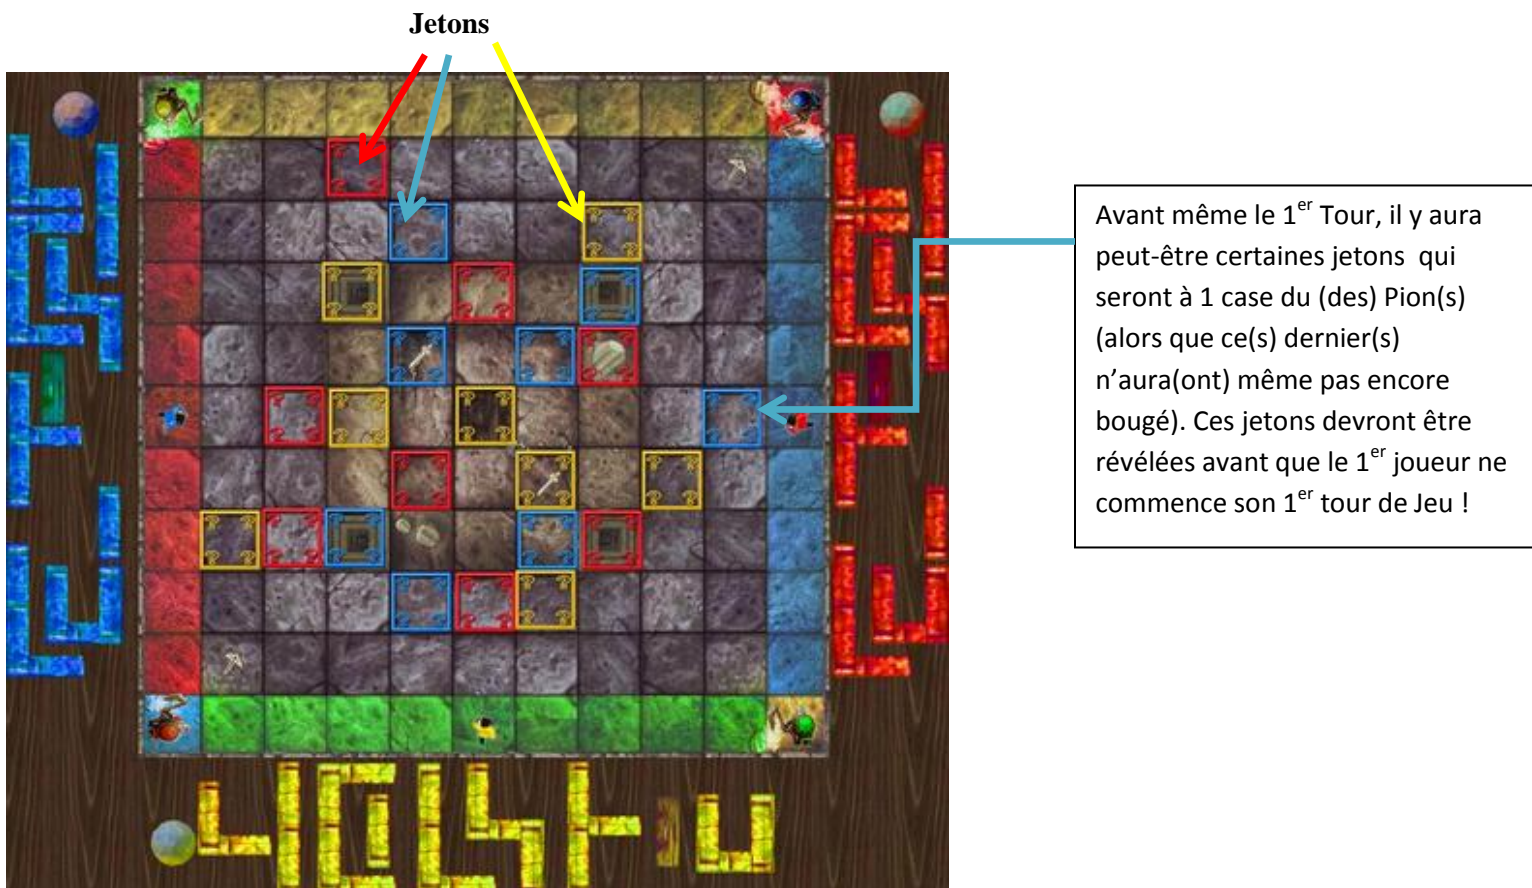 Jetons
Avant même le 1er Tour, il y aura
peut-être certaines jetons qui
seront à 1 case du (des) Pion(s)
(alors que ce(s) dernier(s)
n’aura(ont) même pas encore
bougé). Ces jetons devront être
révélées avant que le 1er joueur ne
commence son 1er tour de Jeu !